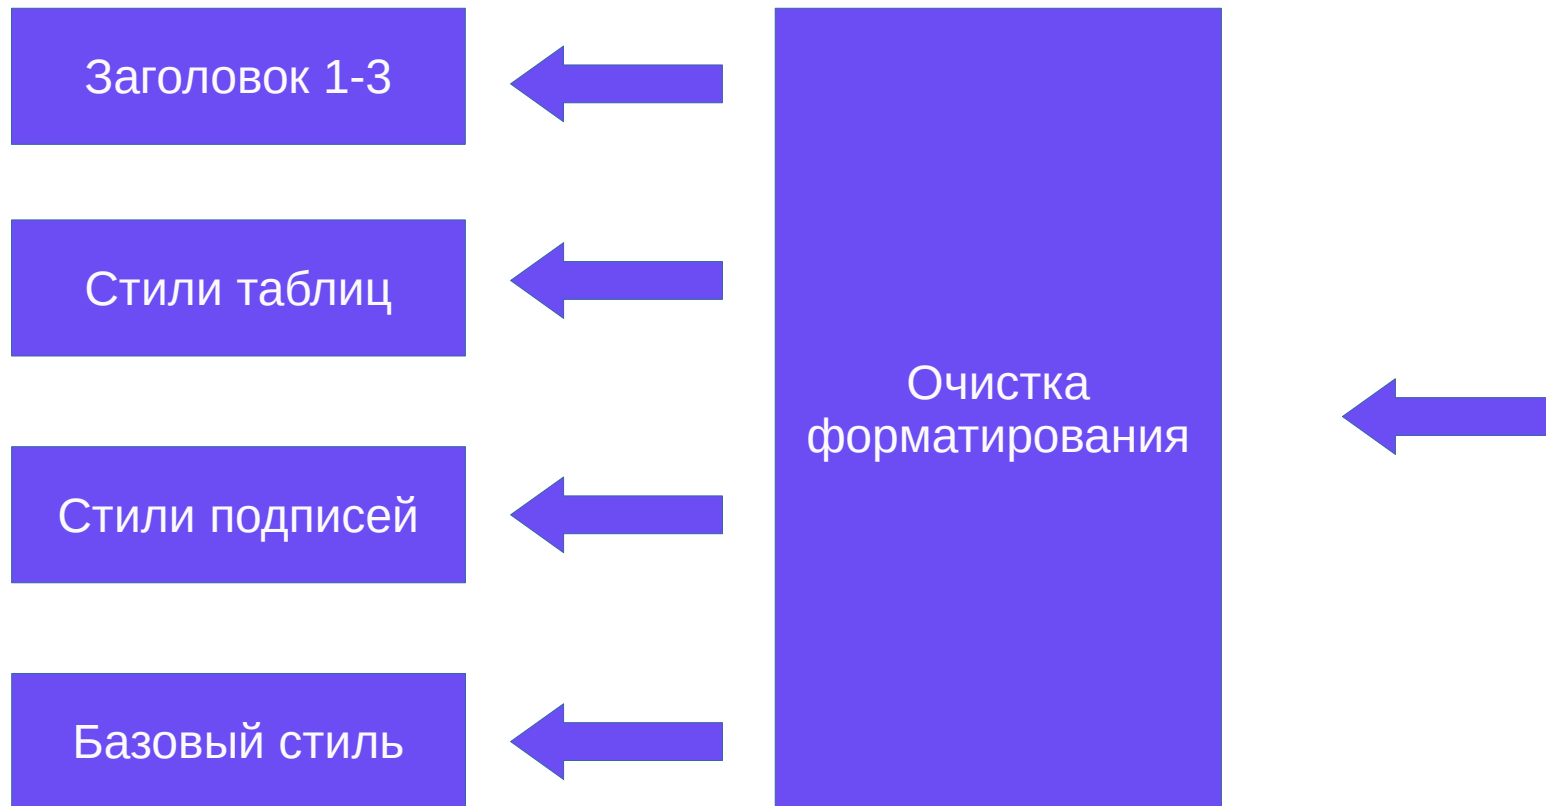 Заголовок 1-3
Стили таблиц
Стили подписей
Базовый стиль
Очистка
форматирования